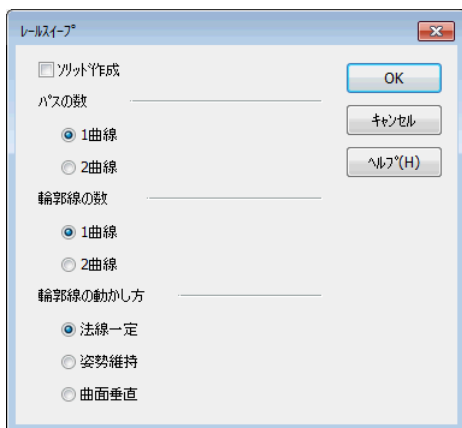 レールスイープ
ソリッド作成
OK
パスの数
1曲線
キャンセル
2曲線
ヘルプ(H)
輪郭線の数
1曲線
2曲線
輪郭線の動かし方
法線一定
姿勢維持
曲面垂直